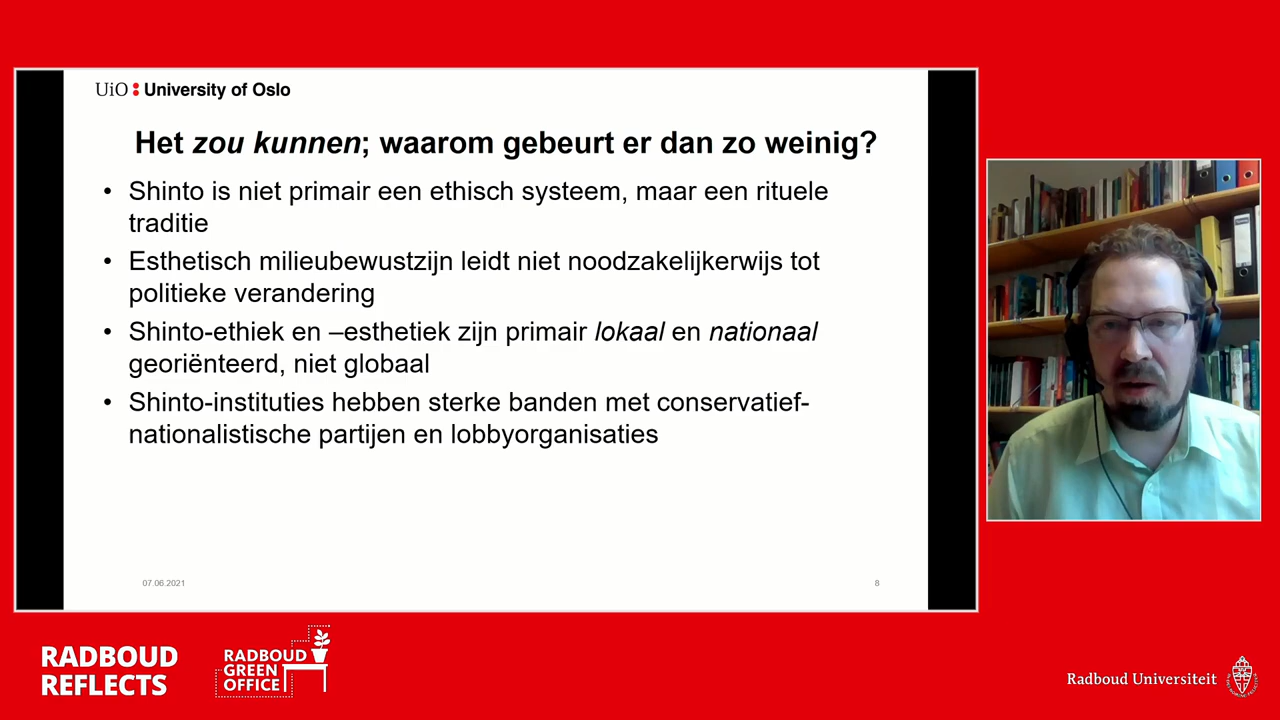 UiO : University of Oslo
Het zou kunnen; waarom gebeurt er dan zo weinig?
• Shinto is niet primair een ethisch systeem, maar een rituele
traditie
• Esthetisch milieubewustzijn leidt niet noodzakelijkerwijs tot
politieke verandering
• Shinto-ethiek en –esthetiek zijn primair lokaal en nationaal
georiënteerd, niet globaal
• Shinto-instituties hebben sterke banden met conservatief-
nationalistische partijen en lobbyorganisaties
07.06.2021
8
RADBOUD
REFLECTS
RADBOUD
GREEN
OFFICE
Radboud Universiteit